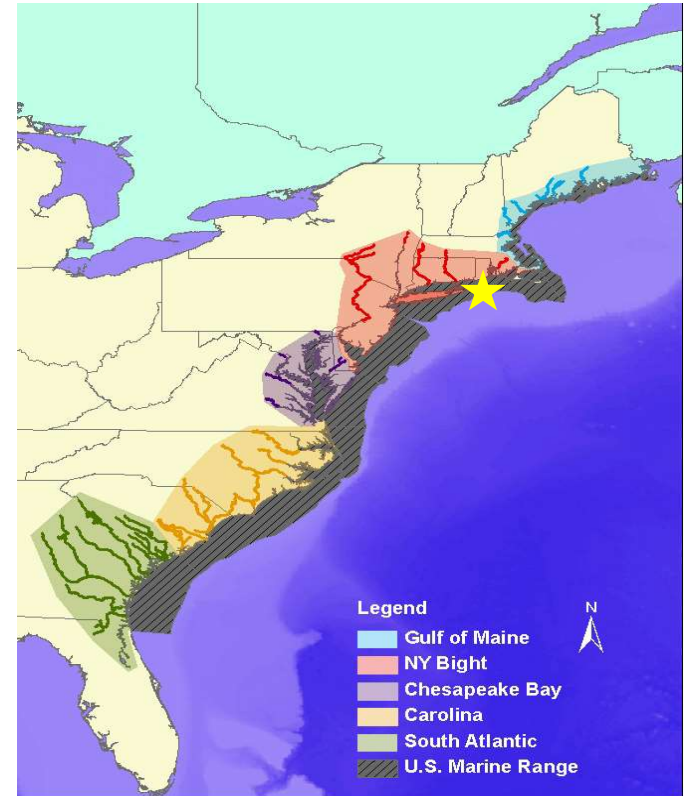 Legend
N
Gulf of Maine
NY Bight
Chesapeake Bay
Carolina
South Atlantic
U.S. Marine Range